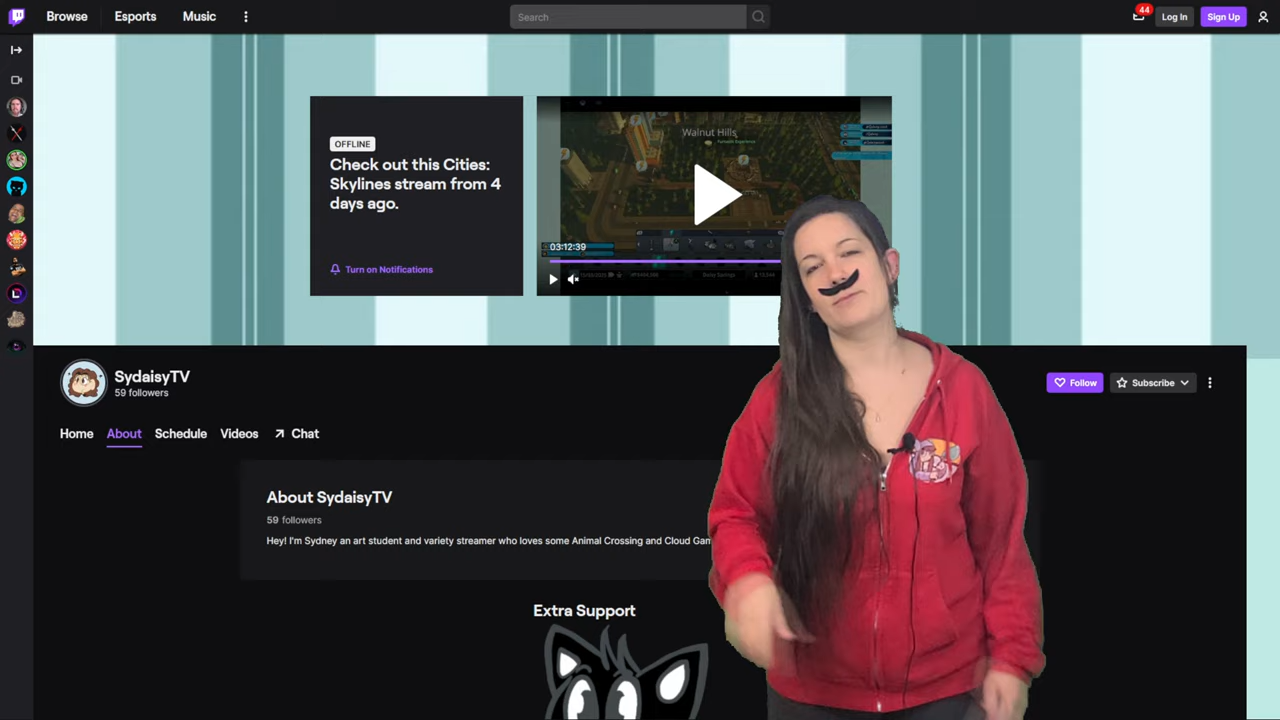 Browse
Esports
Music
Search
44
Log In
Sign Up
OFFLINE
Check out this Cities:
Skylines stream from 4
days ago.
Turn on Notifications
Walnut Hills
03:12:39
SydaisyTV
59 followers
Follow
Subscribe
Home
About
Schedule
Videos
Chat
About SydaisyTV
59 followers
Hey! I'm Sydney an art student and variety streamer who loves some Animal Crossing and Cloud Gam
Extra Support